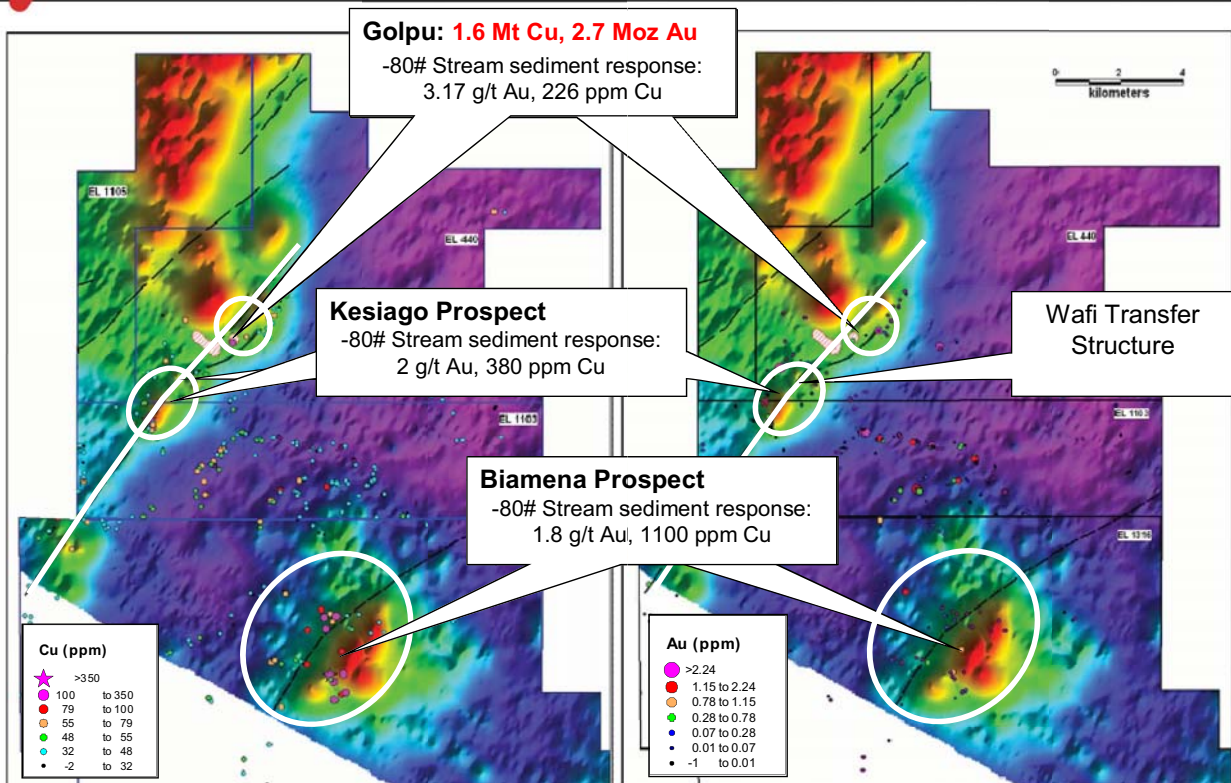 Golpu: 1.6 Mt Cu, 2.7 Moz Au
-80# Stream sediment response:
3.17 g/t Au, 226 ppm Cu
0 2 4
kilometers
EL 1105
EL 440
EL 440
Kesiago Prospect
-80# Stream sediment response:
2 g/t Au, 380 ppm Cu
Wafi Transfer
Structure
EL 1103
EL 1103
Biamena Prospect
-80# Stream sediment response:
1.8 g/t Au, 1100 ppm Cu
EL 1316
Cu (ppm)
>350
100 to 350
79 to 100
55 to 79
48 to 55
32 to 48
-2 to 32
Au (ppm)
>2.24
1.15 to 2.24
0.78 to 1.15
0.28 to 0.78
0.07 to 0.28
0.01 to 0.07
-1 to 0.01